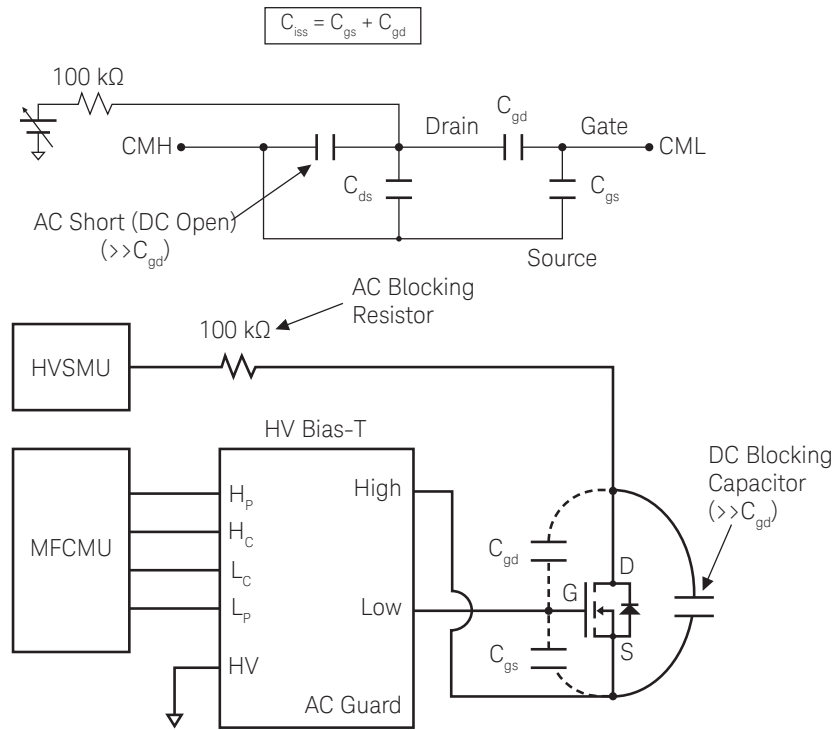 C_iss = C_gs + C_gd
100 kΩ
CMH
Drain
C_gd
Gate
CML
C_ds
C_gs
AC Short (DC Open)
(>>C_gd)
Source
AC Blocking
Resistor
100 kΩ
HVSMU
HV Bias-T
MFCMU
H_P
H_C
L_C
L_P
HV
High
Low
AC Guard
DC Blocking
Capacitor
(>>C_gd)
C_gd
D
G
S
C_gs